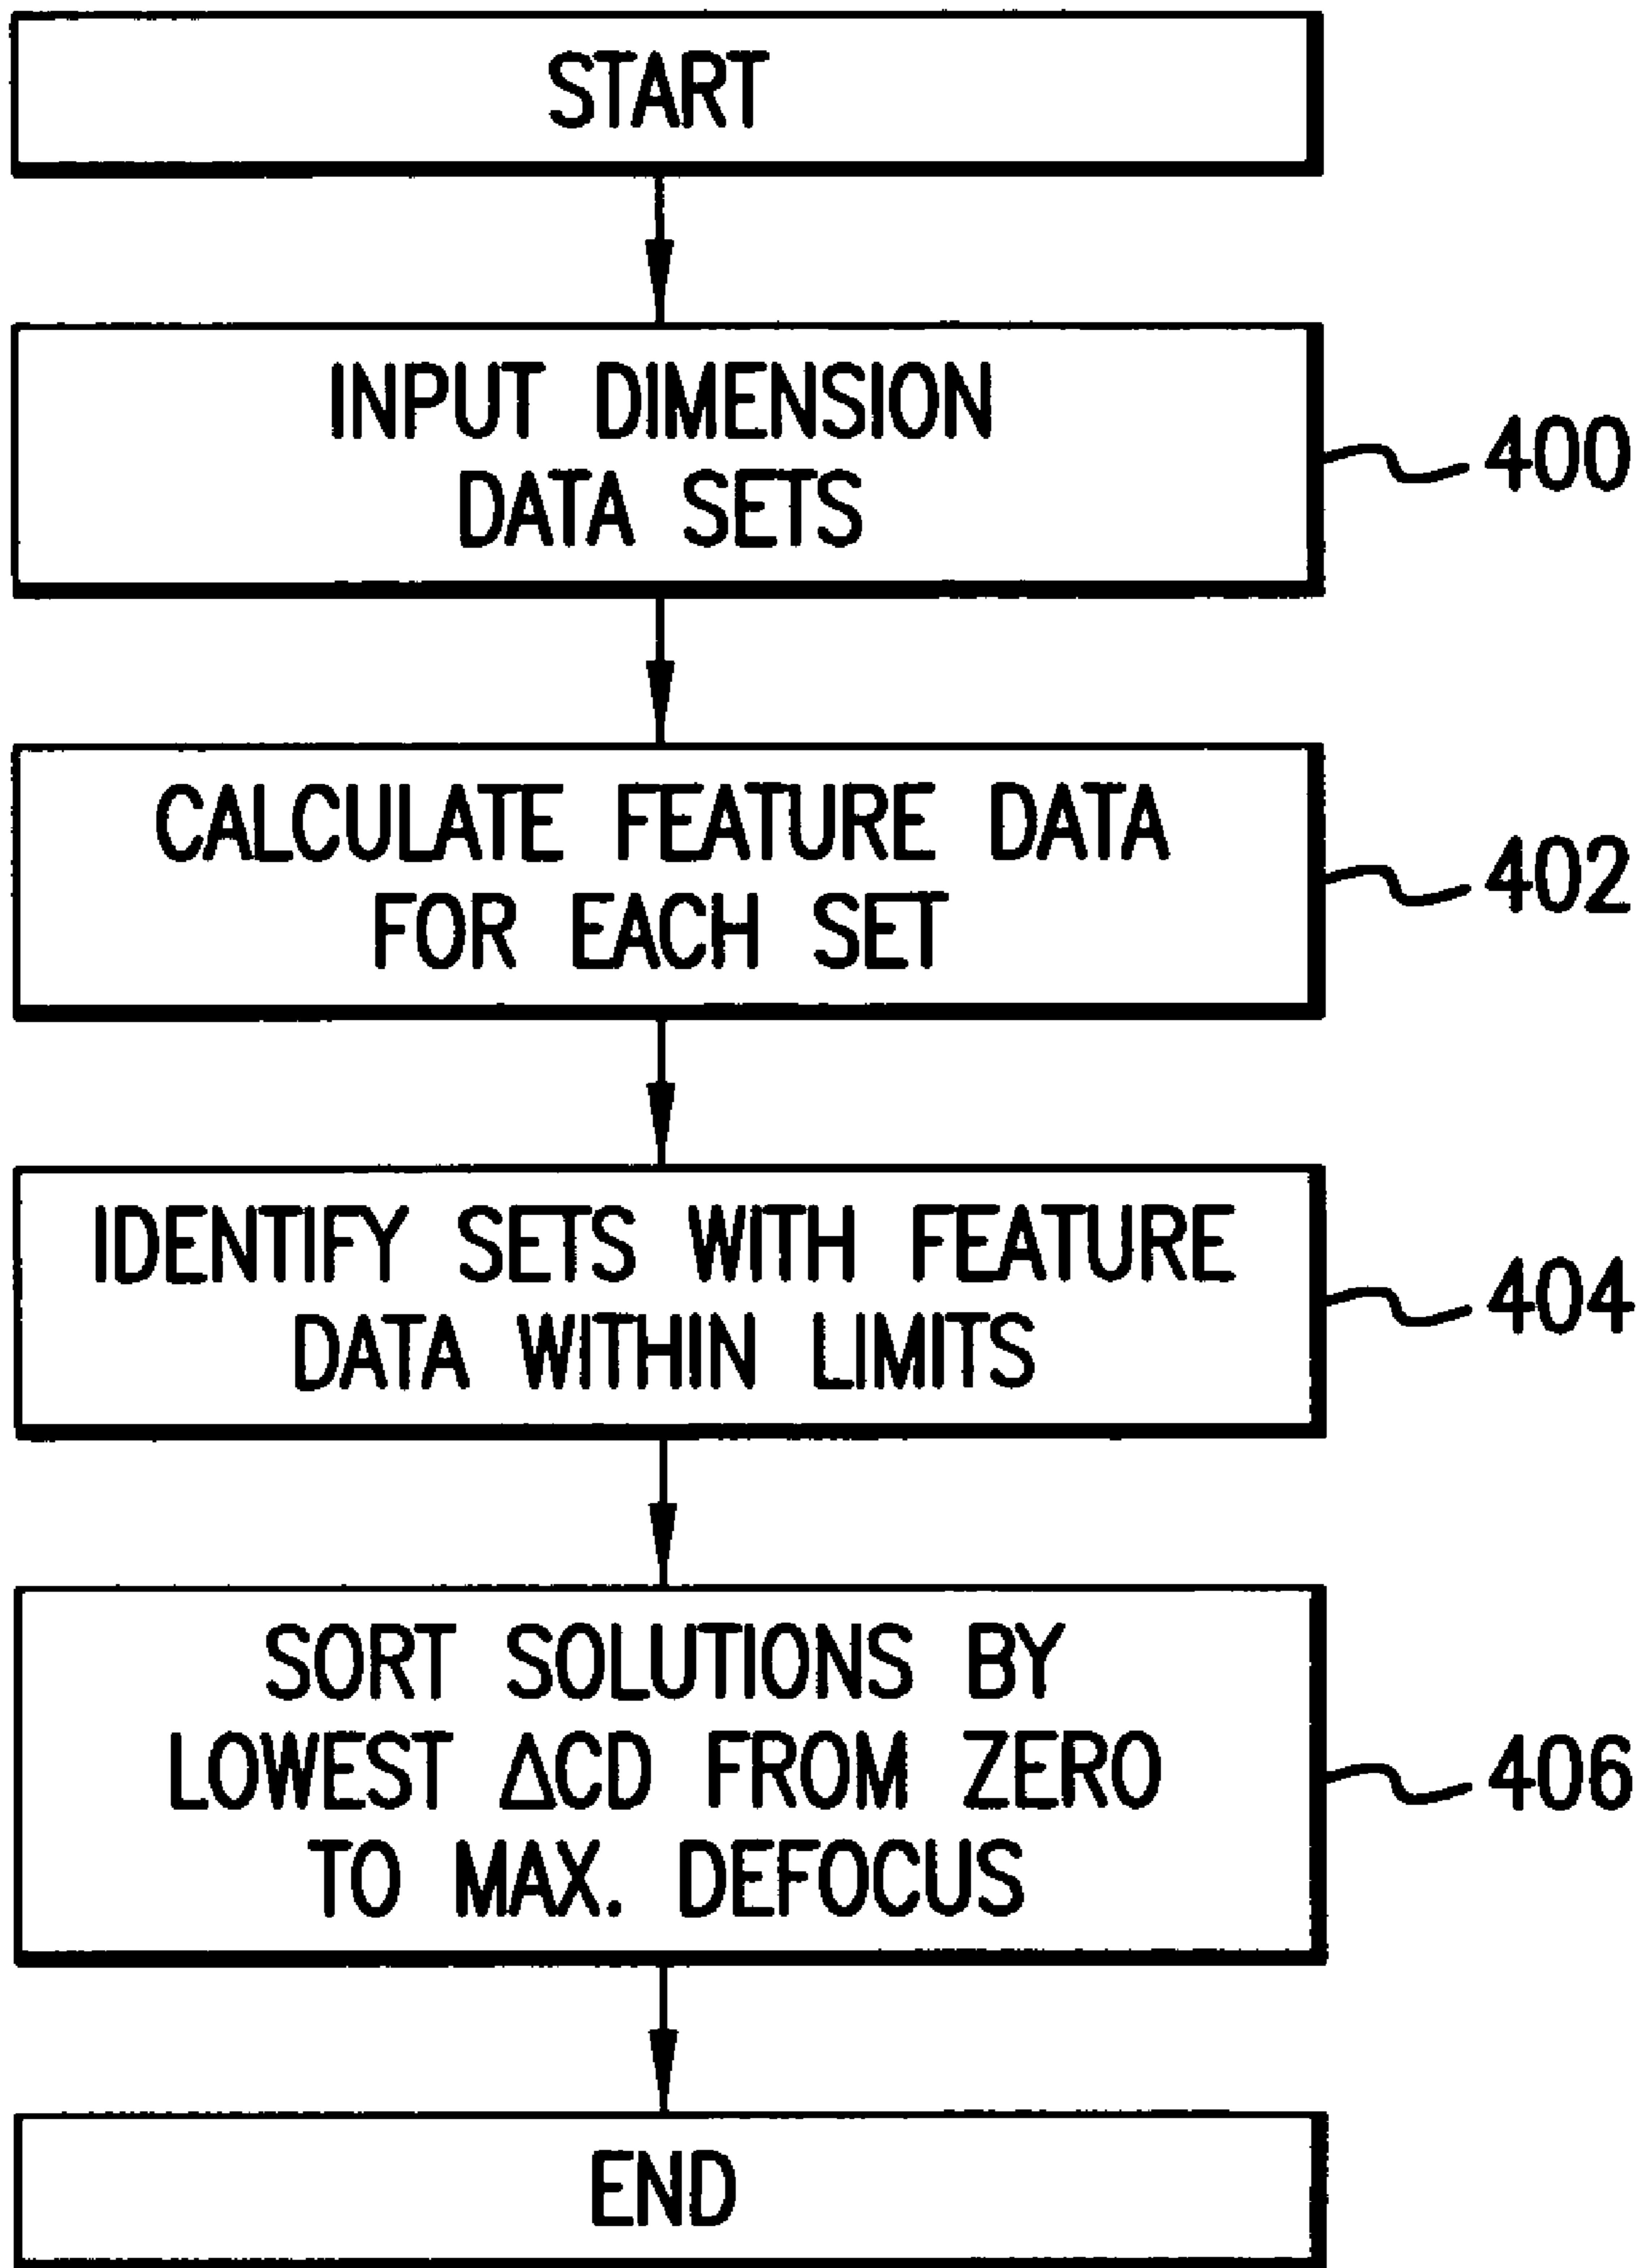 START
INPUT DIMENSION
DATA SETS
400
CALCULATE FEATURE DATA
FOR EACH SET
402
IDENTIFY SETS WITH FEATURE
DATA WITHIN LIMITS
404
SORT SOLUTIONS BY
LOWEST ΔCD FROM ZERO
TO MAX. DEFOCUS
406
END